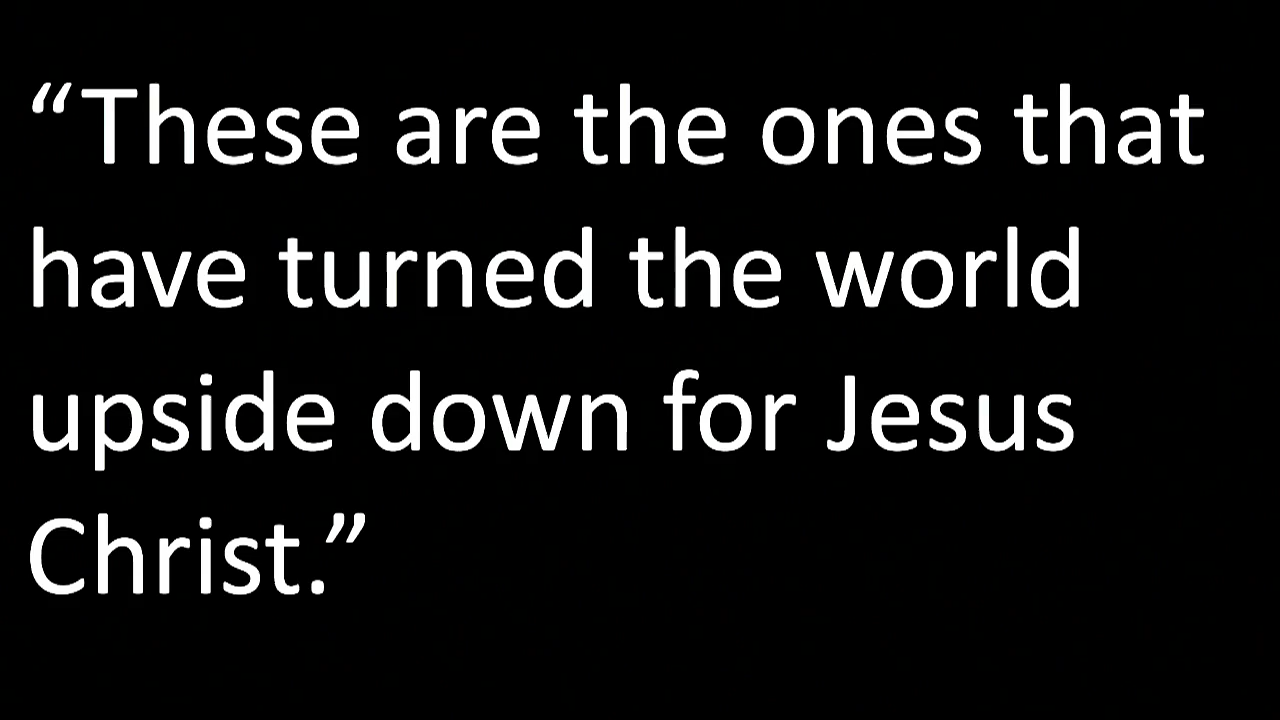 “These are the ones that
have turned the world
upside down for Jesus
Christ.”